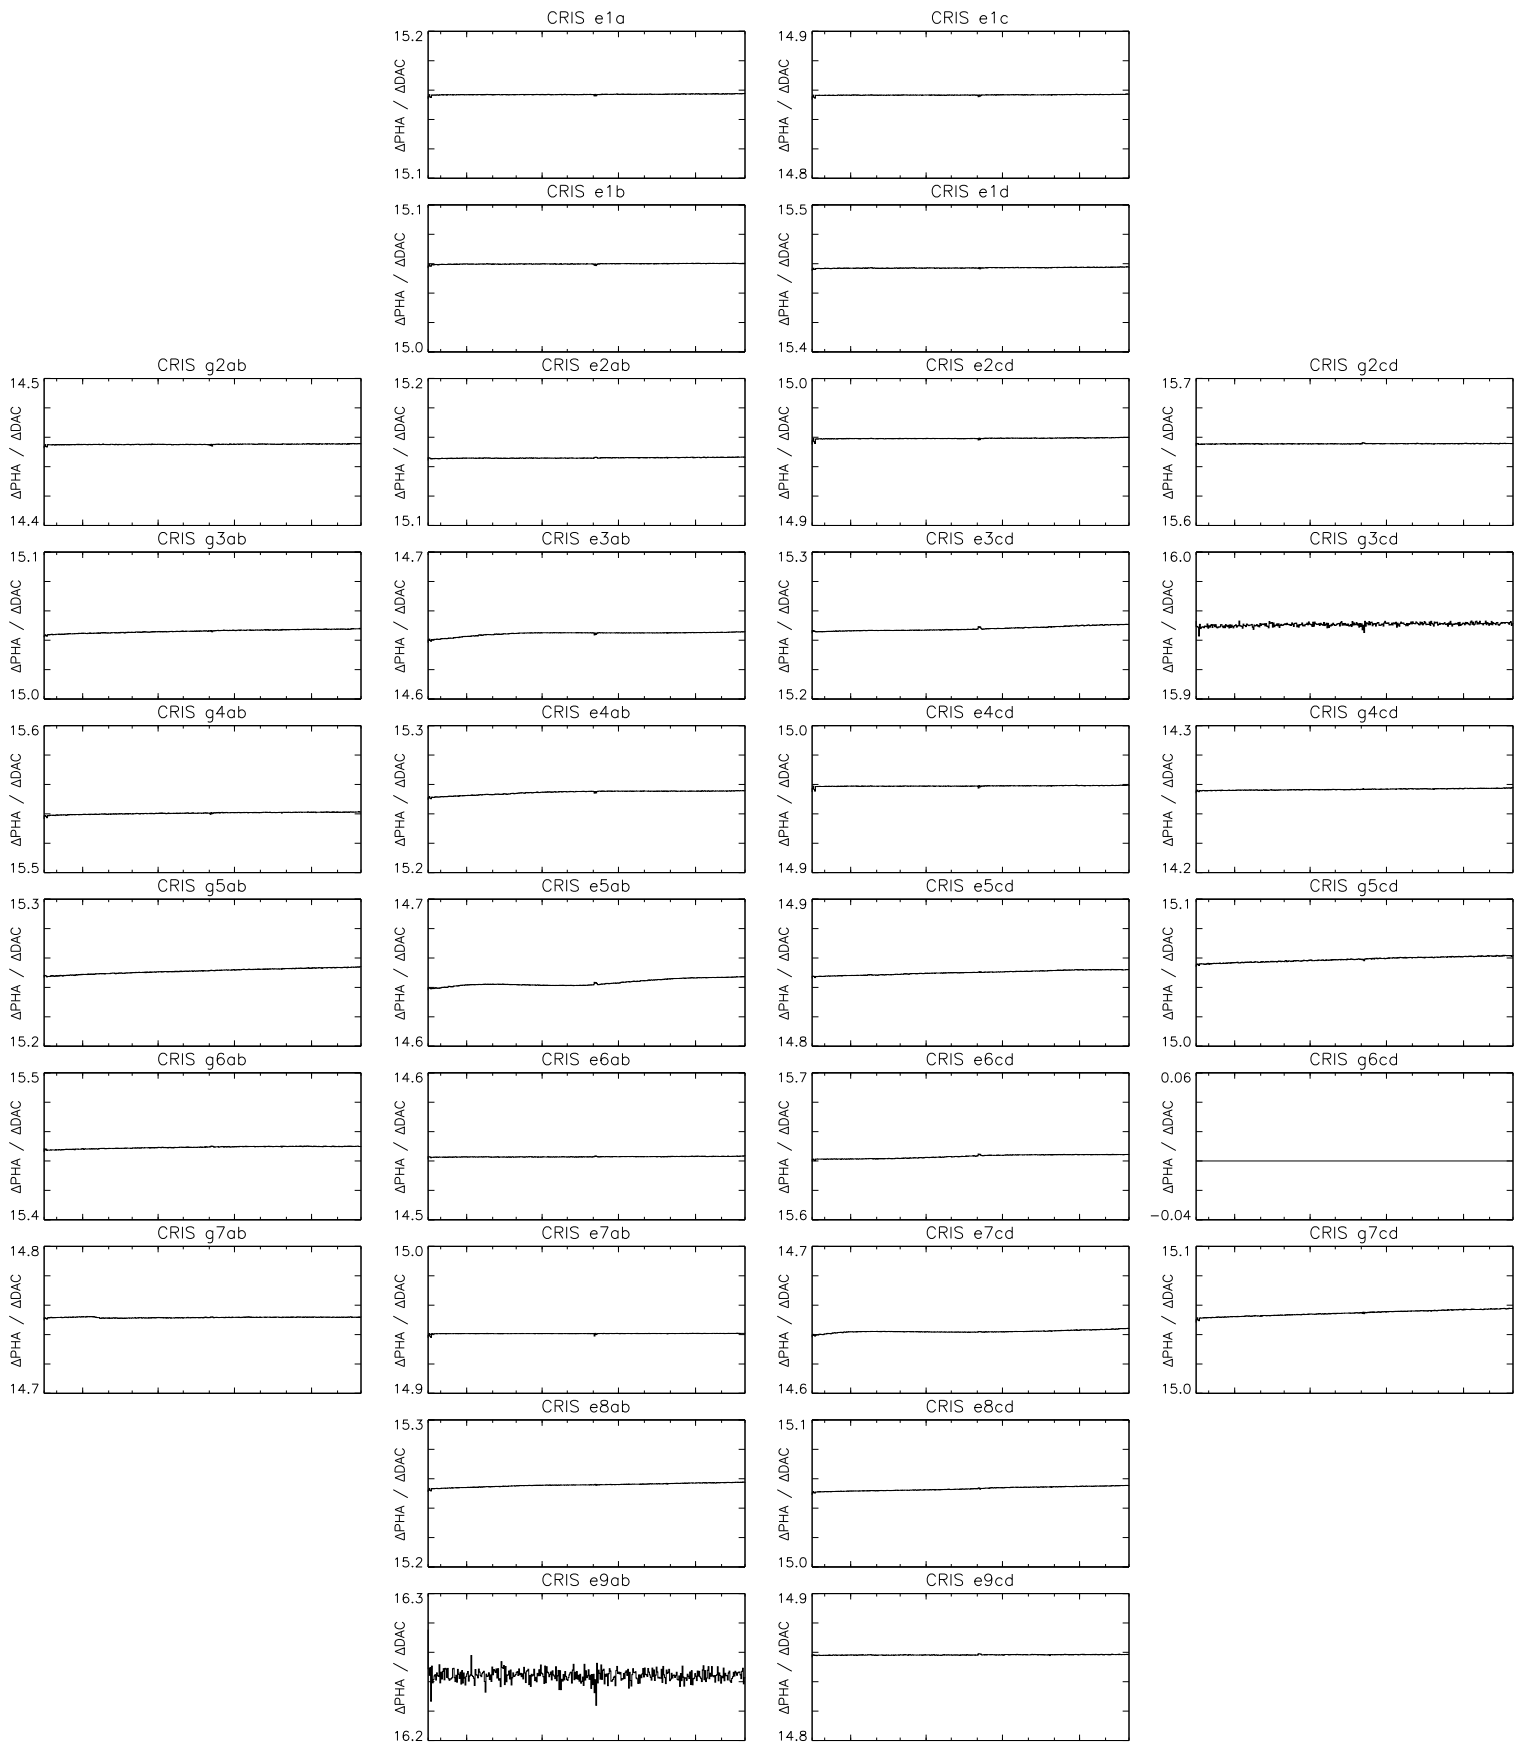 CRIS e1a
15.2
ΔPHA / ΔDAC
15.1
CRIS e1c
14.9
ΔPHA / ΔDAC
14.8
CRIS e1b
15.1
ΔPHA / ΔDAC
15.0
CRIS e1d
15.5
ΔPHA / ΔDAC
15.4
CRIS g2ab
14.5
ΔPHA / ΔDAC
14.4
CRIS e2ab
15.2
ΔPHA / ΔDAC
15.1
CRIS e2cd
15.0
ΔPHA / ΔDAC
14.9
CRIS g2cd
15.7
ΔPHA / ΔDAC
15.6
CRIS g3ab
15.1
ΔPHA / ΔDAC
15.0
CRIS e3ab
14.7
ΔPHA / ΔDAC
14.6
CRIS e3cd
15.3
ΔPHA / ΔDAC
15.2
CRIS g3cd
16.0
ΔPHA / ΔDAC
15.9
CRIS g4ab
15.6
ΔPHA / ΔDAC
15.5
CRIS e4ab
15.3
ΔPHA / ΔDAC
15.2
CRIS e4cd
15.0
ΔPHA / ΔDAC
14.9
CRIS g4cd
14.3
ΔPHA / ΔDAC
14.2
CRIS g5ab
15.3
ΔPHA / ΔDAC
15.2
CRIS e5ab
14.7
ΔPHA / ΔDAC
14.6
CRIS e5cd
14.9
ΔPHA / ΔDAC
14.8
CRIS g5cd
15.1
ΔPHA / ΔDAC
15.0
CRIS g6ab
15.5
ΔPHA / ΔDAC
15.4
CRIS e6ab
14.6
ΔPHA / ΔDAC
14.5
CRIS e6cd
15.7
ΔPHA / ΔDAC
15.6
CRIS g6cd
0.06
ΔPHA / ΔDAC
−0.04
CRIS g7ab
14.8
ΔPHA / ΔDAC
14.7
CRIS e7ab
15.0
ΔPHA / ΔDAC
14.9
CRIS e7cd
14.7
ΔPHA / ΔDAC
14.6
CRIS g7cd
15.1
ΔPHA / ΔDAC
15.0
CRIS e8ab
15.3
ΔPHA / ΔDAC
15.2
CRIS e8cd
15.1
ΔPHA / ΔDAC
15.0
CRIS e9ab
16.3
ΔPHA / ΔDAC
16.2
CRIS e9cd
14.9
ΔPHA / ΔDAC
14.8